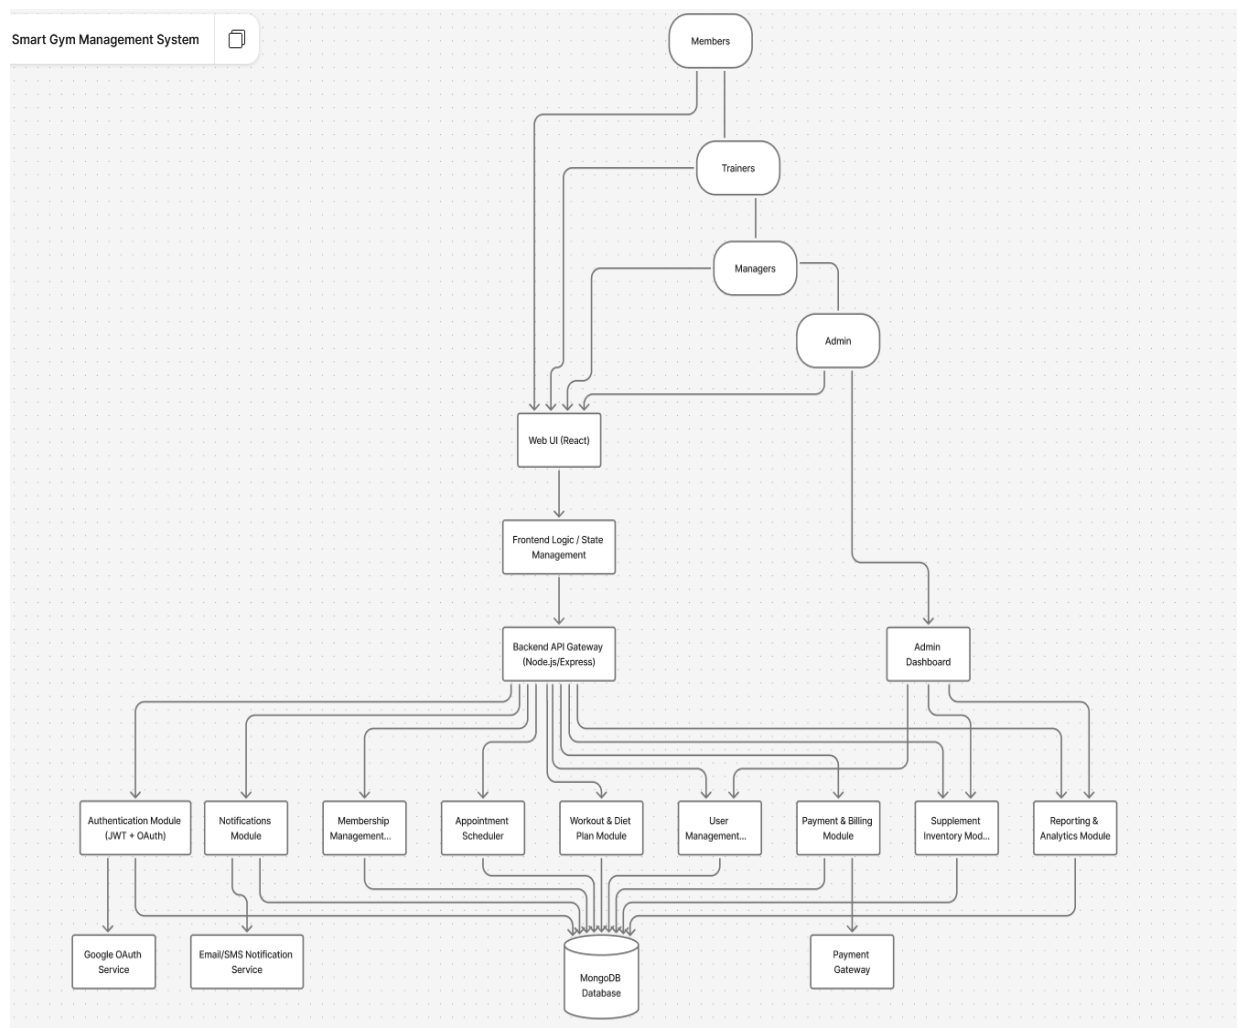 Smart Gym Management System
Members
Trainers
Managers
Admin
Web UI (React)
Frontend Logic / State
Management
Backend API Gateway
(Node.js/Express)
Admin
Dashboard
Authentication Module
(JWT + OAuth)
Notifications
Module
Membership
Management...
Appointment
Scheduler
Workout & Diet
Plan Module
User
Management...
Payment & Billing
Module
Supplement
Inventory Mod...
Reporting &
Analytics Module
Google OAuth
Service
Email/SMS Notification
Service
MongoDB
Database
Payment
Gateway